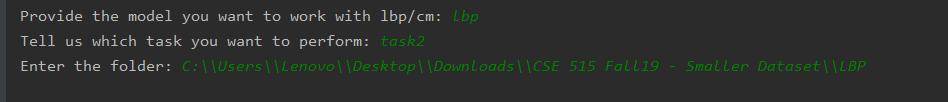 Provide the model you want to work with lbp/cm: lbp
Tell us which task you want to perform: task2
Enter the folder: C:\\Users\\Lenovo\\Desktop\\Downloads\\CSE 515 Fall19 - Smaller Dataset\\LBP